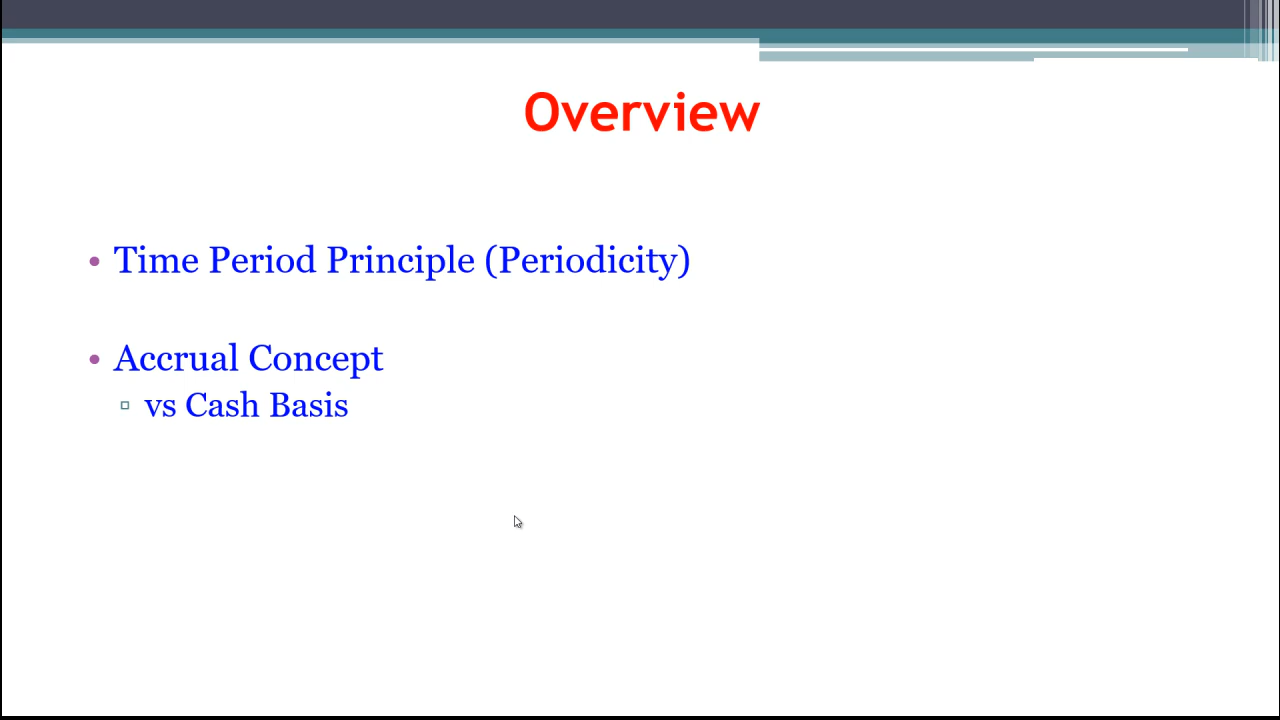 Overview
• Time Period Principle (Periodicity)
• Accrual Concept
▫ vs Cash Basis